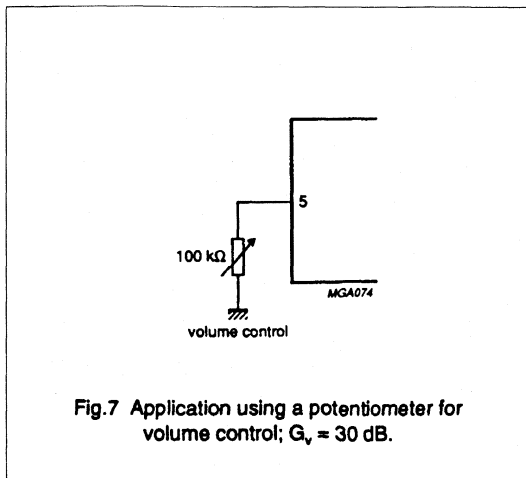 5
100 kΩ
MGA074
volume control
Fig.7 Application using a potentiometer for
volume control; Gv = 30 dB.